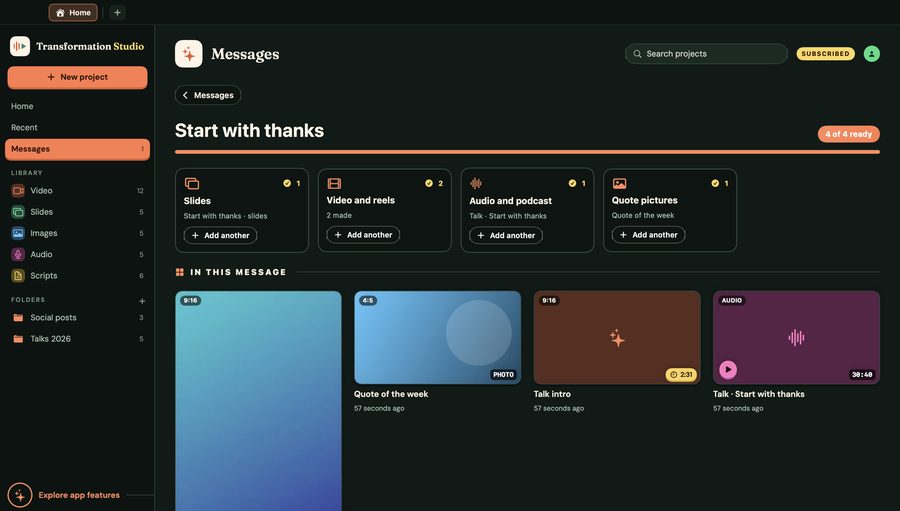 Home
Transformation Studio
New project
Home
Recent
Messages 1
LIBRARY
Video 12
Slides 5
Images 5
Audio 5
Scripts 6
FOLDERS
Social posts 3
Talks 2026 5
Explore app features
Messages
Search projects
SUBSCRIBED
Messages
Start with thanks
4 of 4 ready
1
Slides
Start with thanks · slides
Add another
2
Video and reels
2 made
Add another
1
Audio and podcast
Talk · Start with thanks
Add another
1
Quote pictures
Quote of the week
Add another
IN THIS MESSAGE
9:16
4:5
PHOTO
Quote of the week
57 seconds ago
9:16
2:31
Talk intro
57 seconds ago
AUDIO
30:40
Talk · Start with thanks
57 seconds ago